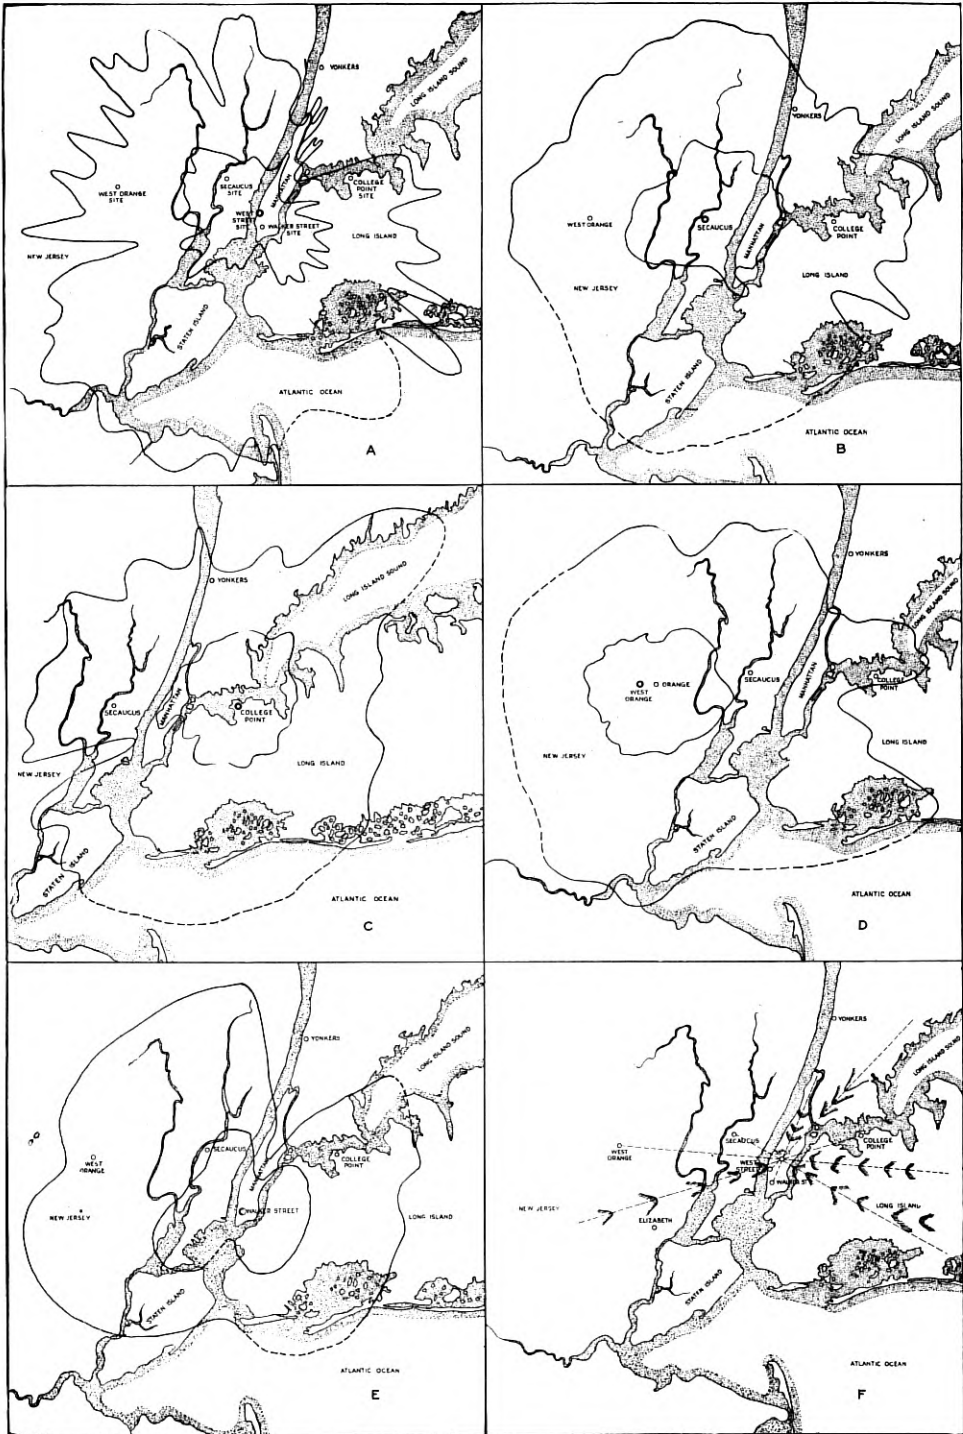 YONKERS
LONG ISLAND SOUND
WEST ORANGE
SITE
SECAUCUS
SITE
MANHATTAN
COLLEGE
POINT
SITE
WEST
STREET
SITE
WALKER STREET
SITE
LONG ISLAND
NEW JERSEY
STATEN ISLAND
ATLANTIC OCEAN
A
YONKERS
LONG ISLAND SOUND
WEST ORANGE
SECAUCUS
MANHATTAN
COLLEGE
POINT
NEW JERSEY
LONG ISLAND
STATEN ISLAND
ATLANTIC OCEAN
B
YONKERS
LONG ISLAND SOUND
SECAUCUS
MANHATTAN
COLLEGE
POINT
NEW JERSEY
LONG ISLAND
STATEN ISLAND
ATLANTIC OCEAN
C
YONKERS
LONG ISLAND SOUND
SECAUCUS
MANHATTAN
COLLEGE
POINT
ORANGE
WEST
ORANGE
LONG ISLAND
NEW JERSEY
STATEN ISLAND
ATLANTIC OCEAN
D
YONKERS
LONG ISLAND SOUND
SECAUCUS
WEST
ORANGE
MANHATTAN
COLLEGE
POINT
NEW JERSEY
WALKER STREET
LONG ISLAND
STATEN ISLAND
ATLANTIC OCEAN
E
YONKERS
LONG ISLAND SOUND
SECAUCUS
COLLEGE
POINT
WEST
ORANGE
WEST
STREET
WALKER ST
NEW JERSEY
LONG ISLAND
ELIZABETH
STATEN ISLAND
ATLANTIC OCEAN
F